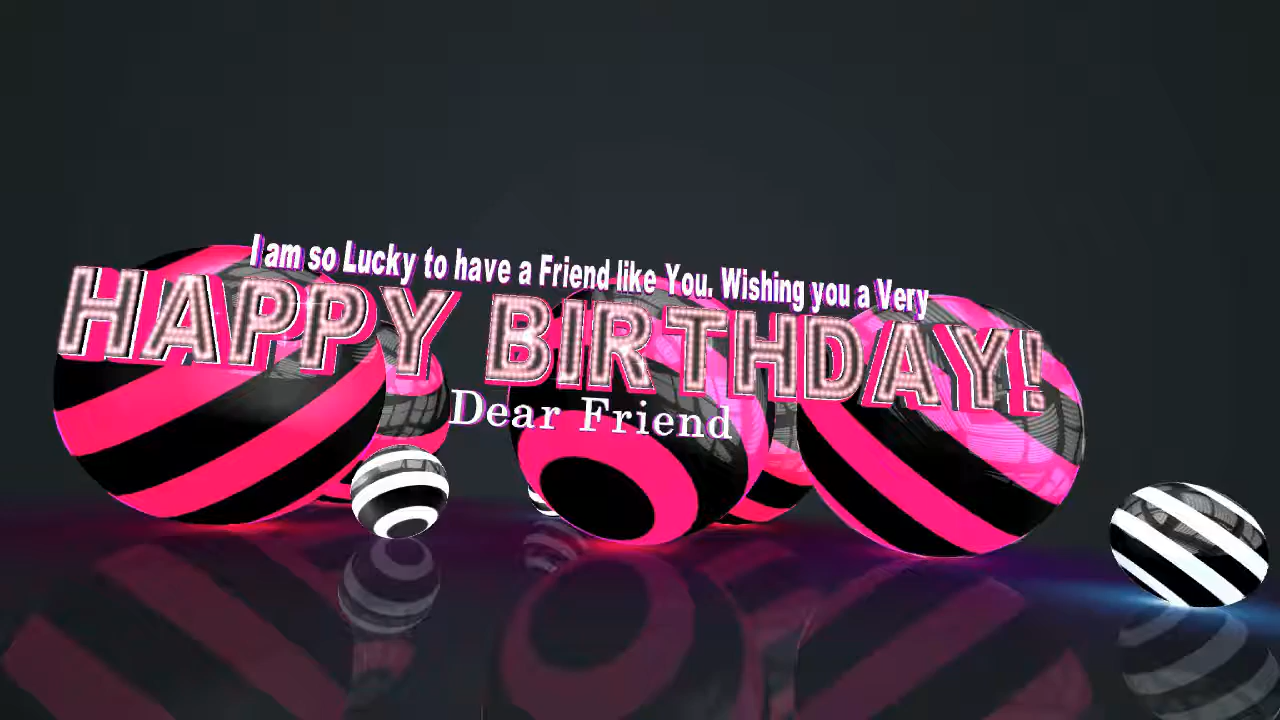 I am so Lucky to have a Friend like You. Wishing you a Very
HAPPY BIRTHDAY!
Dear Friend